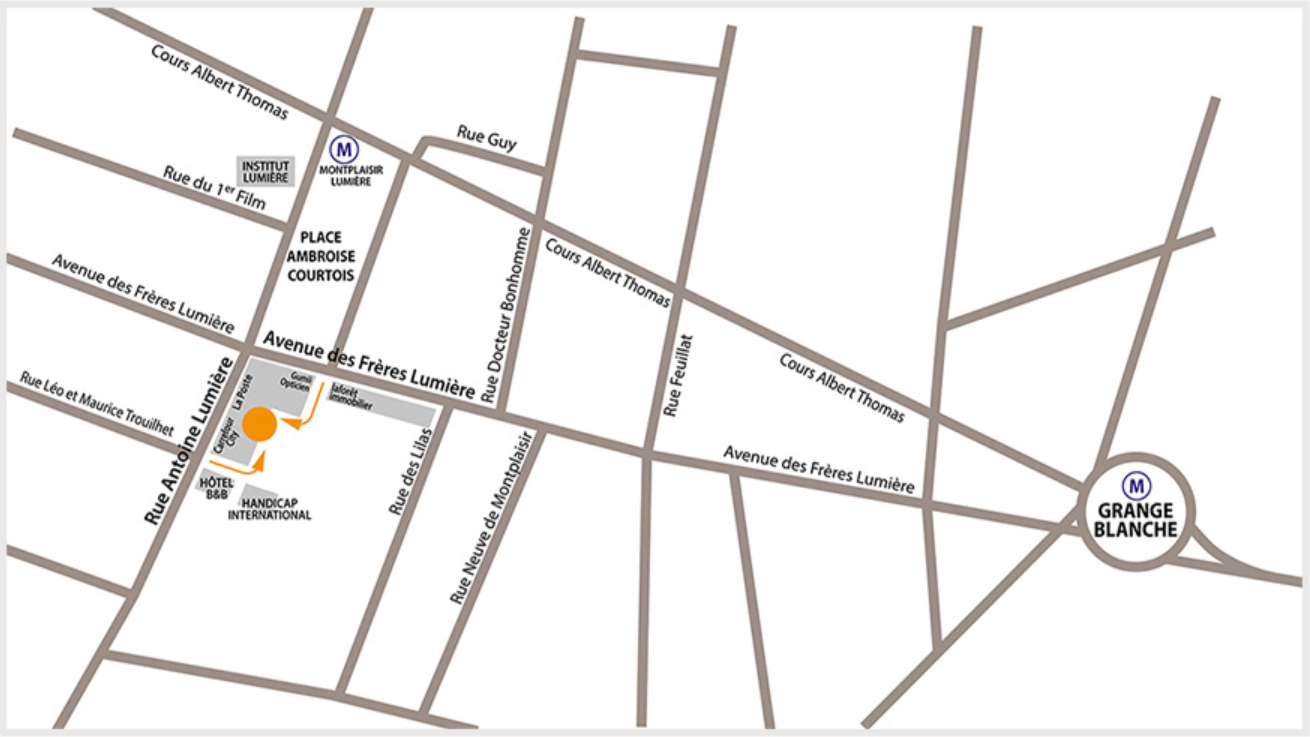 Cours Albert Thomas
Rue Guy
M
MONTPLAISIR
LUMIÈRE
INSTITUT
LUMIÈRE
Rue du 1er Film
PLACE
AMBROISE
COURTOIS
Avenue des Frères Lumière
Cours Albert Thomas
Rue Docteur Bonhomme
Avenue des Frères Lumière
Rue Feuillat
Cours Albert Thomas
Rue Léo et Maurice Trouilhet
Rue Antoine Lumière
La Poste
Gumii
Opticien
laforêt
immobilier
Carrefour
City
HÔTEL
B&B
HANDICAP
INTERNATIONAL
Rue des Lilas
Rue Neuve de Montplaisir
Avenue des Frères Lumière
M
GRANGE
BLANCHE